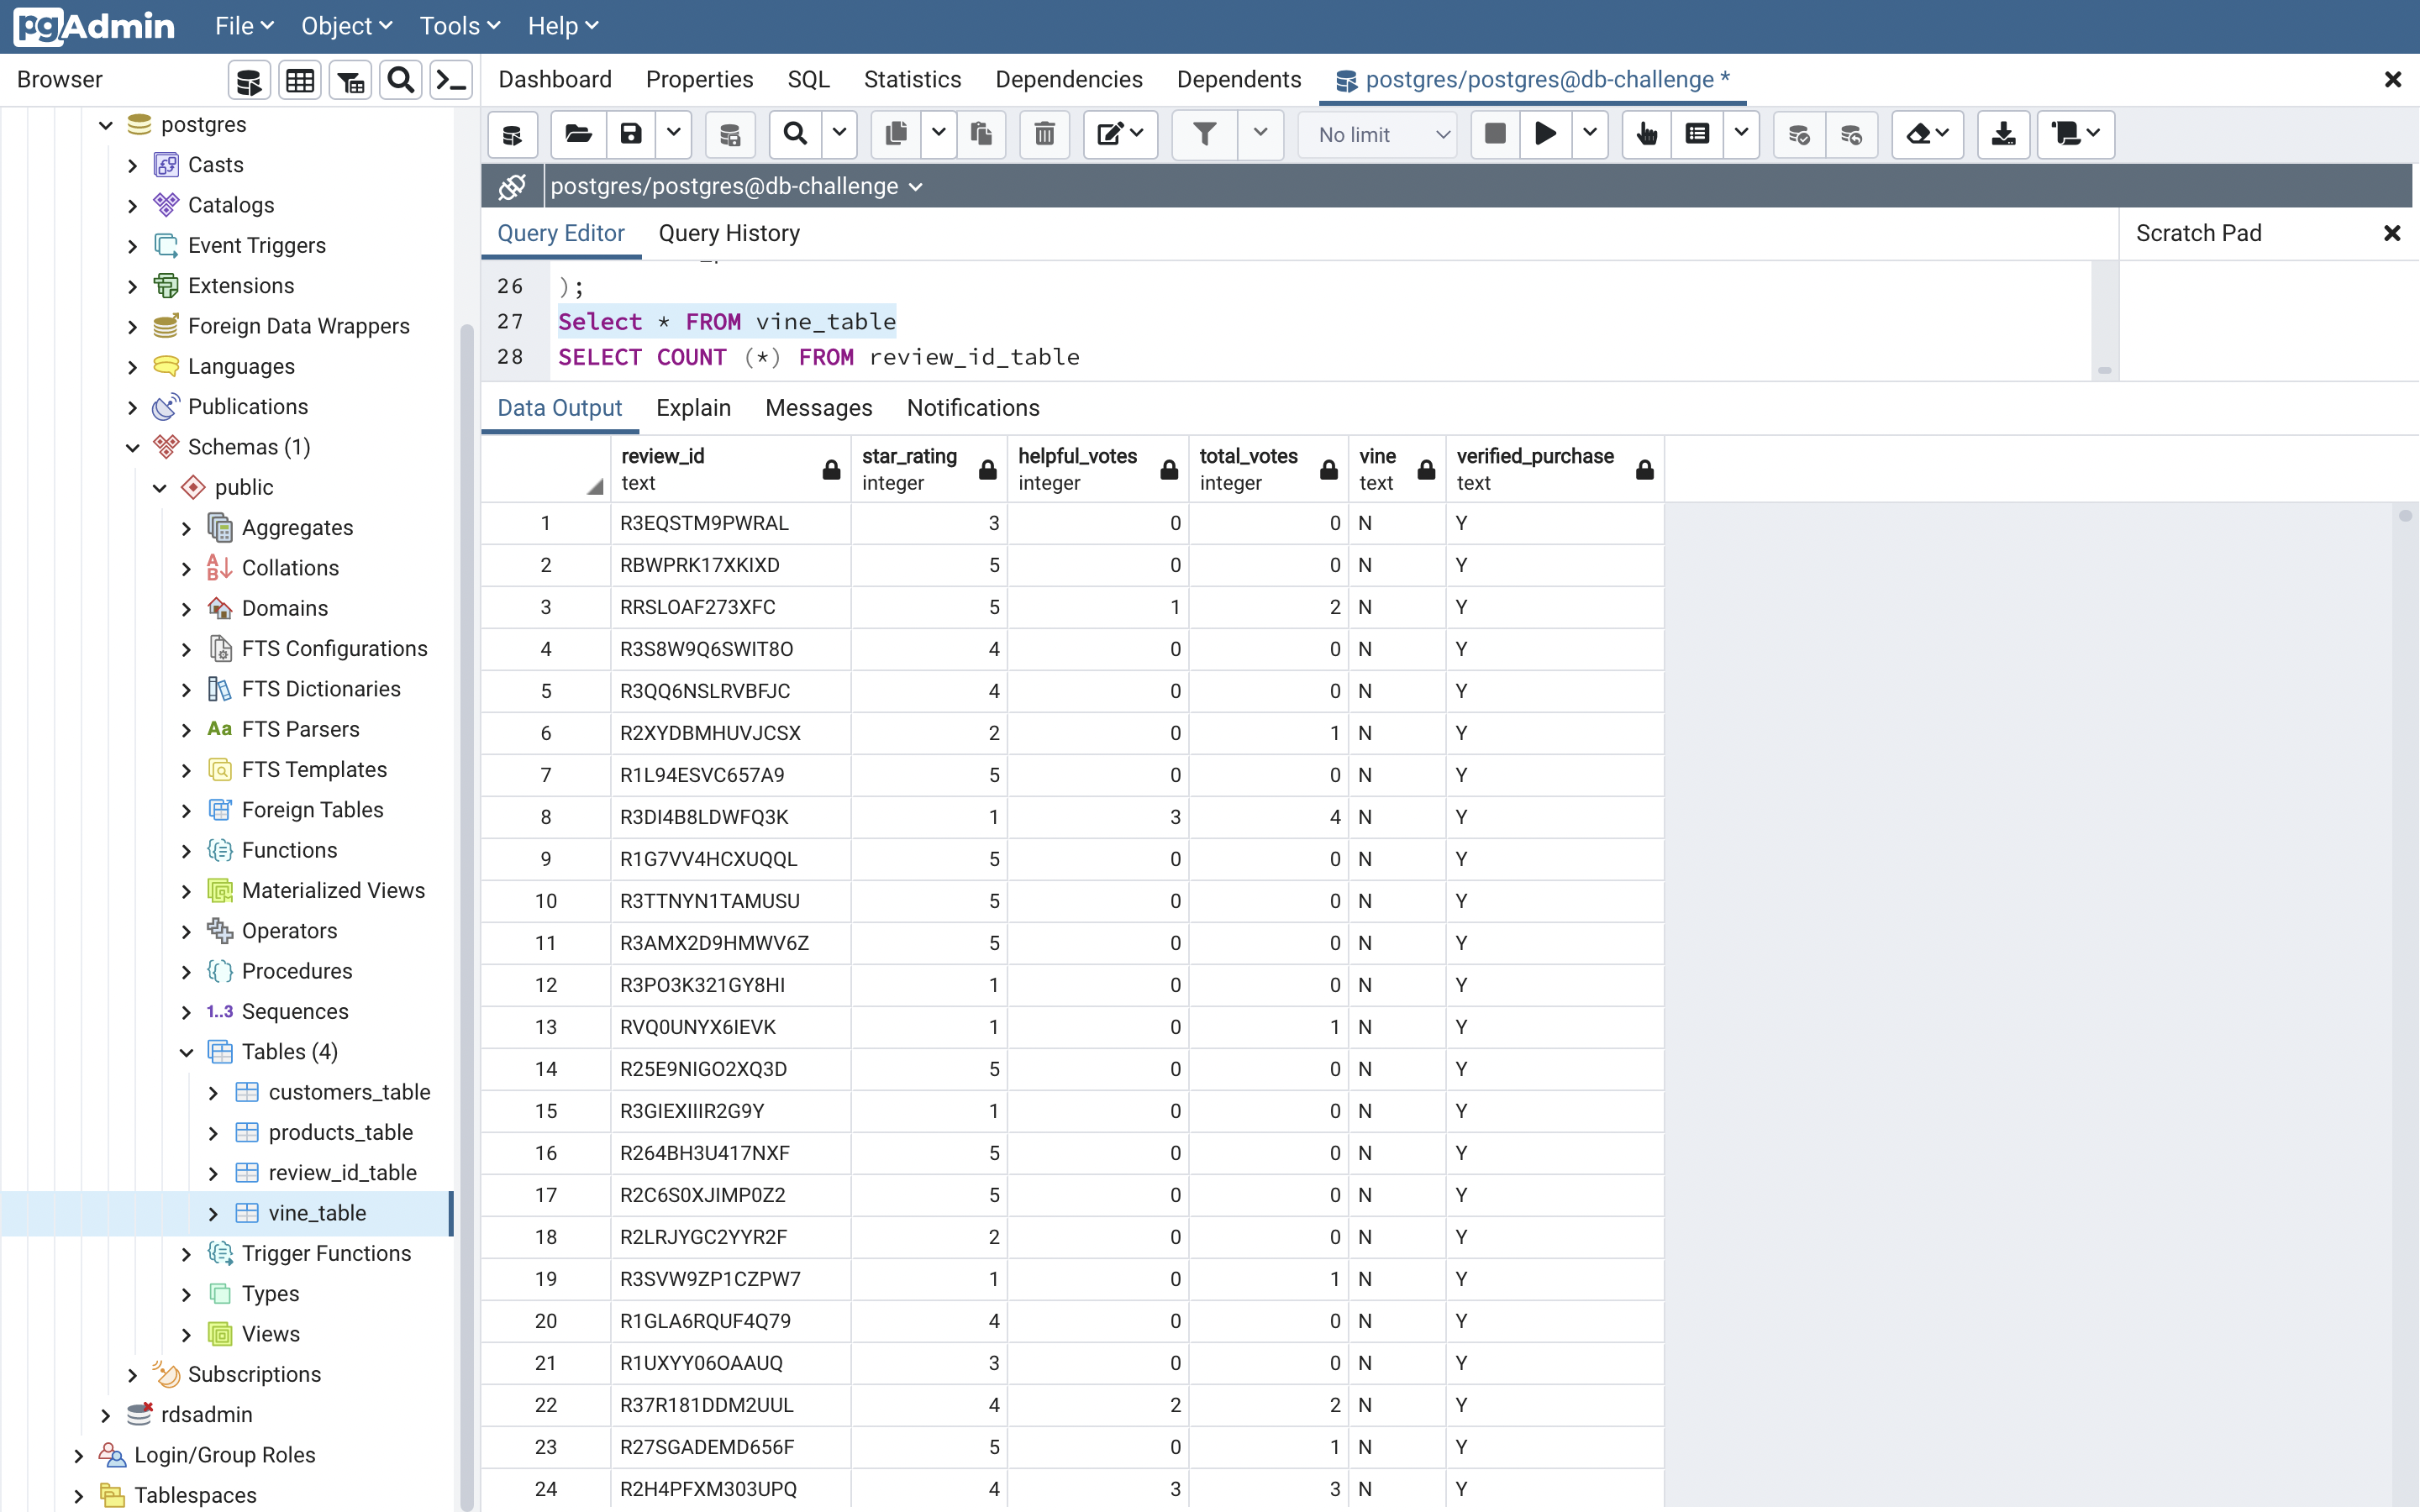 pgAdmin File Object Tools Help
Browser
Dashboard Properties SQL Statistics Dependencies Dependents postgres/postgres@db-challenge *
No limit
postgres/postgres@db-challenge
Query Editor Query History
Scratch Pad
26 );
27 Select * FROM vine_table
28 SELECT COUNT (*) FROM review_id_table
Data Output Explain Messages Notifications
postgres
Casts
Catalogs
Event Triggers
Extensions
Foreign Data Wrappers
Languages
Publications
Schemas (1)
public
Aggregates
Collations
Domains
FTS Configurations
FTS Dictionaries
Aa FTS Parsers
FTS Templates
Foreign Tables
Functions
Materialized Views
Operators
Procedures
1..3 Sequences
Tables (4)
customers_table
products_table
review_id_table
vine_table
Trigger Functions
Types
Views
Subscriptions
rdsadmin
Login/Group Roles
Tablespaces
review_id star_rating helpful_votes total_votes vine verified_purchase
text integer integer integer text text
1 R3EQSTM9PWRAL 3 0 0 N Y
2 RBWPRK17XKIXD 5 0 0 N Y
3 RRSLOAF273XFC 5 1 2 N Y
4 R3S8W9Q6SWIT8O 4 0 0 N Y
5 R3QQ6NSLRVBFJC 4 0 0 N Y
6 R2XYDBMHUVJCSX 2 0 1 N Y
7 R1L94ESVC657A9 5 0 0 N Y
8 R3DI4B8LDWFQ3K 1 3 4 N Y
9 R1G7VV4HCXUQQL 5 0 0 N Y
10 R3TTNYN1TAMUSU 5 0 0 N Y
11 R3AMX2D9HMWV6Z 5 0 0 N Y
12 R3PO3K321GY8HI 1 0 0 N Y
13 RVQ0UNYX6IEVK 1 0 1 N Y
14 R25E9NIGO2XQ3D 5 0 0 N Y
15 R3GIEXIIIR2G9Y 1 0 0 N Y
16 R264BH3U417NXF 5 0 0 N Y
17 R2C6S0XJIMP0Z2 5 0 0 N Y
18 R2LRJYGC2YYR2F 2 0 0 N Y
19 R3SVW9ZP1CZPW7 1 0 1 N Y
20 R1GLA6RQUF4Q79 4 0 0 N Y
21 R1UXYY06OAAUQ 3 0 0 N Y
22 R37R181DDM2UUL 4 2 2 N Y
23 R27SGADEMD656F 5 0 1 N Y
24 R2H4PFXM303UPQ 4 3 3 N Y